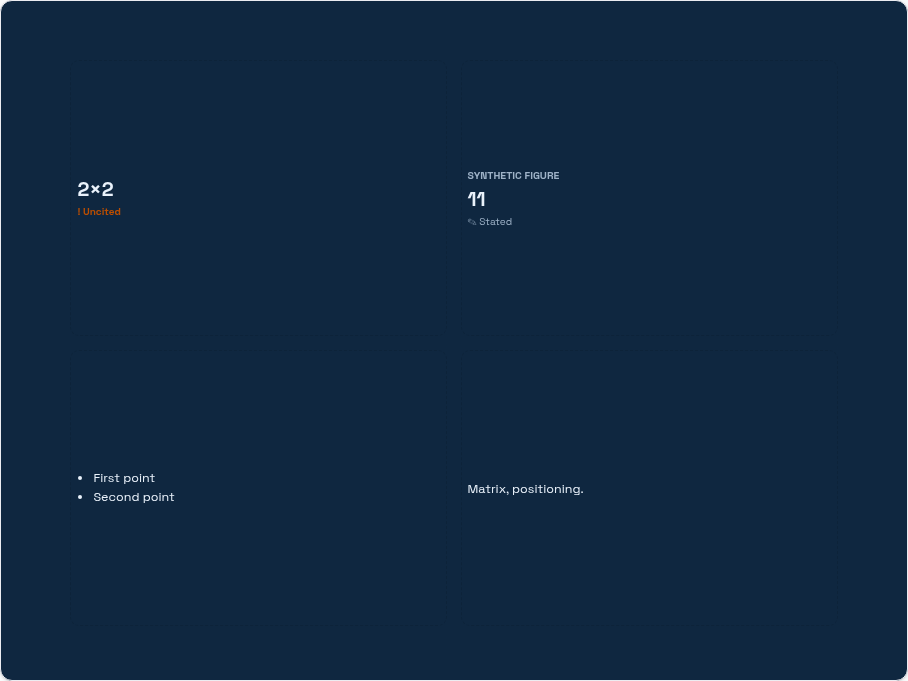 2×2
! Uncited
SYNTHETIC FIGURE
11
✎ Stated
• First point
• Second point
Matrix, positioning.